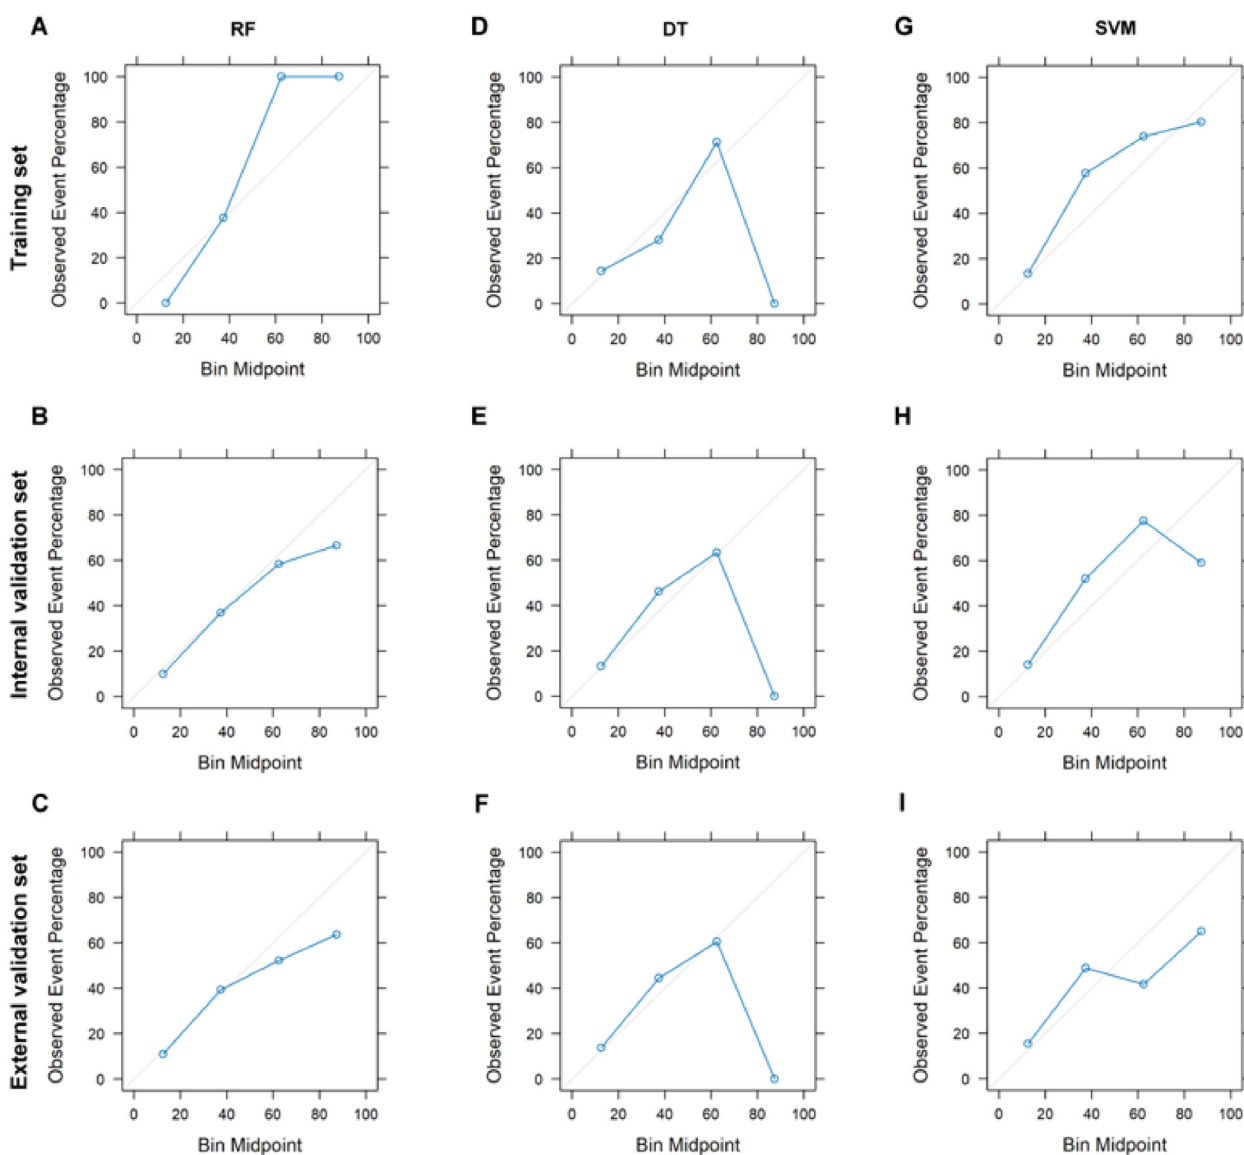 A RF D DT G SVM
Training set
Observed Event Percentage
100
80
60
40
20
0
0 20 40 60 80 100
Bin Midpoint
Observed Event Percentage
100
80
60
40
20
0
0 20 40 60 80 100
Bin Midpoint
Observed Event Percentage
100
80
60
40
20
0
0 20 40 60 80 100
Bin Midpoint
B E H
Internal validation set
Observed Event Percentage
100
80
60
40
20
0
0 20 40 60 80 100
Bin Midpoint
Observed Event Percentage
100
80
60
40
20
0
0 20 40 60 80 100
Bin Midpoint
Observed Event Percentage
100
80
60
40
20
0
0 20 40 60 80 100
Bin Midpoint
C F I
External validation set
Observed Event Percentage
100
80
60
40
20
0
0 20 40 60 80 100
Bin Midpoint
Observed Event Percentage
100
80
60
40
20
0
0 20 40 60 80 100
Bin Midpoint
Observed Event Percentage
100
80
60
40
20
0
0 20 40 60 80 100
Bin Midpoint